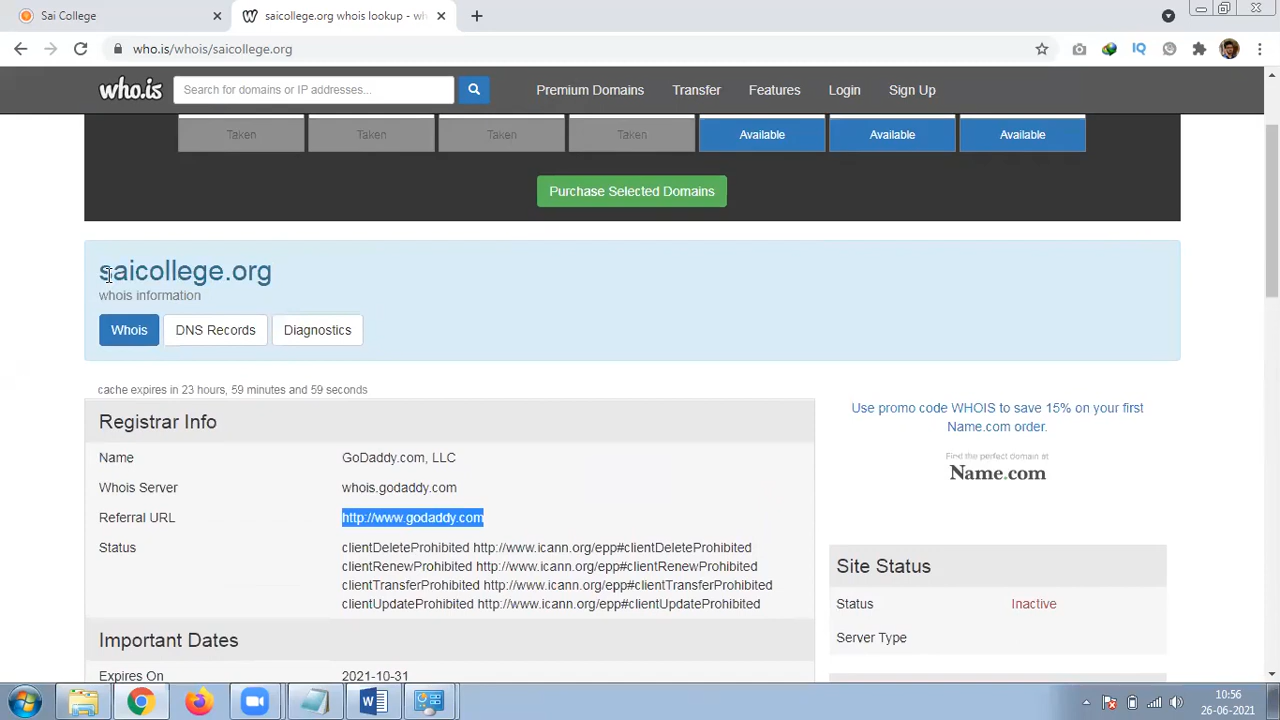 Sai College
saicollege.org whois lookup - wh
who.is/whois/saicollege.org
IQ
who.is
Search for domains or IP addresses...
Premium Domains
Transfer
Features
Login
Sign Up
Taken
Taken
Taken
Taken
Available
Available
Available
Purchase Selected Domains
saicollege.org
whois information
Whois
DNS Records
Diagnostics
cache expires in 23 hours, 59 minutes and 59 seconds
Registrar Info
Name GoDaddy.com, LLC
Whois Server whois.godaddy.com
Referral URL http://www.godaddy.com
Status clientDeleteProhibited http://www.icann.org/epp#clientDeleteProhibited
clientRenewProhibited http://www.icann.org/epp#clientRenewProhibited
clientTransferProhibited http://www.icann.org/epp#clientTransferProhibited
clientUpdateProhibited http://www.icann.org/epp#clientUpdateProhibited
Important Dates
Expires On 2021-10-31
Use promo code WHOIS to save 15% on your first
Name.com order.
Find the perfect domain at
Name.com
Site Status
Status Inactive
Server Type
10:56
26-06-2021